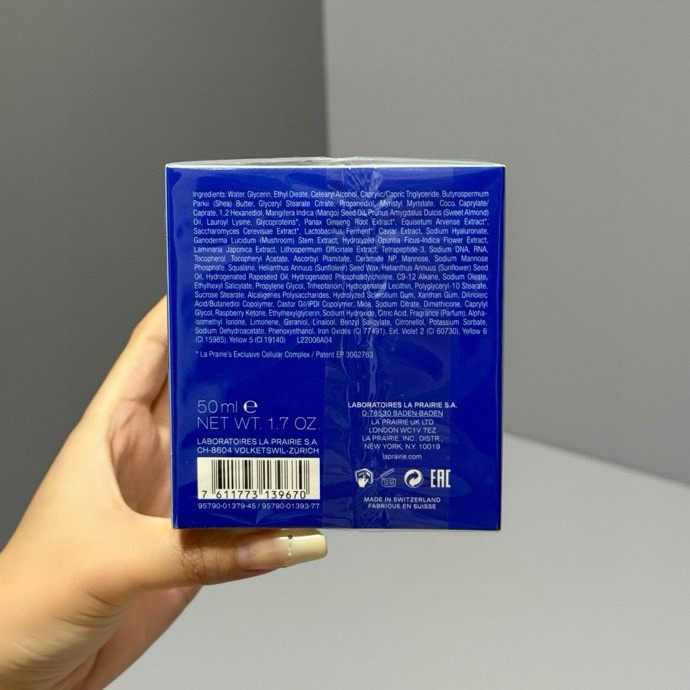 Ingredients: Water, Glycerin, Ethyl Oleate, Cetearyl Alcohol, Caprylic/Capric Triglyceride, Butyrospermum
Parkii (Shea) Butter, Glyceryl Stearate Citrate, Propanediol, Myristyl Myristate, Coco Caprylate/
Caprate, 1,2 Hexanediol, Mangifera Indica (Mango) Seed Oil, Prunus Amygdalus Dulcis (Sweet Almond)
Oil, Lauroyl Lysine, Glycoproteins*, Panax Ginseng Root Extract*, Equisetum Arvense Extract*,
Saccharomyces Cerevisiae Extract*, Lactobacillus Ferment*, Caviar Extract, Sodium Hyaluronate,
Ganoderma Lucidum (Mushroom) Stem Extract, Hydrolyzed Opuntia Ficus-Indica Flower Extract,
Laminaria Japonica Extract, Lithospermum Officinale Extract, Tetrapeptide-3, Sodium DNA, RNA,
Tocopherol, Tocopheryl Acetate, Ascorbyl Plamitate, Ceramide NP, Mannose, Sodium Mannose
Phosphate, Squalane, Helianthus Annuus (Sunflower) Seed Wax, Helianthus Annuus (Sunflower) Seed
Oil, Hydrogenated Rapeseed Oil, Hydrogenated Phosphatidylcholine, C9-12 Alkane, Sodium Oleate,
Ethylhexyl Salicylate, Propylene Glycol, Triheptanoin, Hydrogenated Lecithin, Polyglyceryl-10 Stearate,
Sucrose Stearate, Alcaligenes Polysaccharides, Hydrolyzed Sclerotium Gum, Xanthan Gum, Dilinoleic
Acid/Butanediol Copolymer, Castor Oil/IPDI Copolymer, Mica, Sodium Citrate, Dimethicone, Caprylyl
Glycol, Raspberry Ketone, Ethylhexylglycerin, Sodium Hydroxide, Citric Acid, Fragrance (Parfum), Alpha-
Isomethyl Ionone, Limonene, Geraniol, Linalool, Benzyl Salicylate, Citronellol, Potassium Sorbate,
Sodium Dehydroacetate, Phenoxyethanol, Iron Oxides (CI 77491), Ext. Violet 2 (CI 60730), Yellow 6
(CI 15985), Yellow 5 (CI 19140) L22006A04
* La Prairie's Exclusive Cellular Complex / Patent EP 3062763
50 ml e
NET WT. 1.7 OZ.
LABORATOIRES LA PRAIRIE S.A.
CH-8604 VOLKETSWIL-ZÜRICH
7 611773 139670
95790-01379-45 / 95790-01393-77
LABORATOIRES LA PRAIRIE S.A.
D-76530 BADEN-BADEN
LA PRAIRIE UK LTD.
LONDON WC1V 7EZ
LA PRAIRIE, INC. DISTR.
NEW YORK, N.Y. 10019
laprairie.com
EAC
MADE IN SWITZERLAND
FABRIQUE EN SUISSE